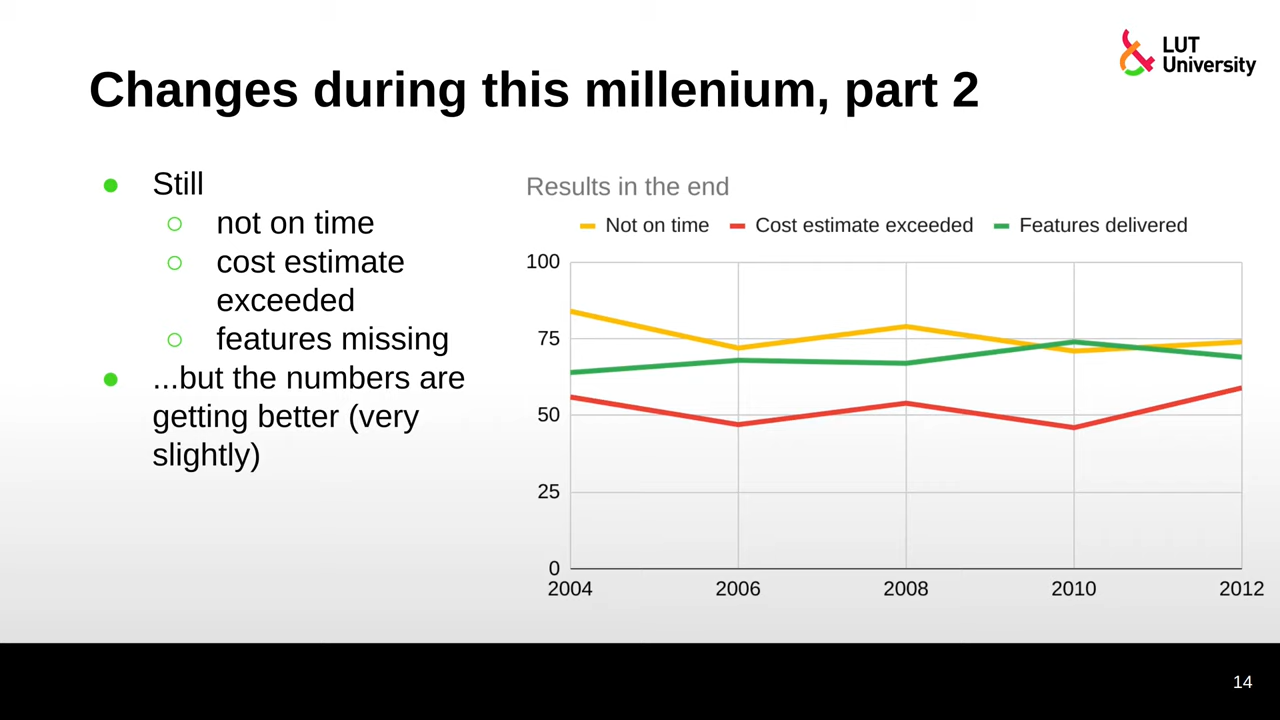 LUT
University
Changes during this millenium, part 2
Still
not on time
cost estimate
exceeded
features missing
...but the numbers are
getting better (very
slightly)
Results in the end
Not on time
Cost estimate exceeded
Features delivered
100
75
50
25
0
2004
2006
2008
2010
2012
14